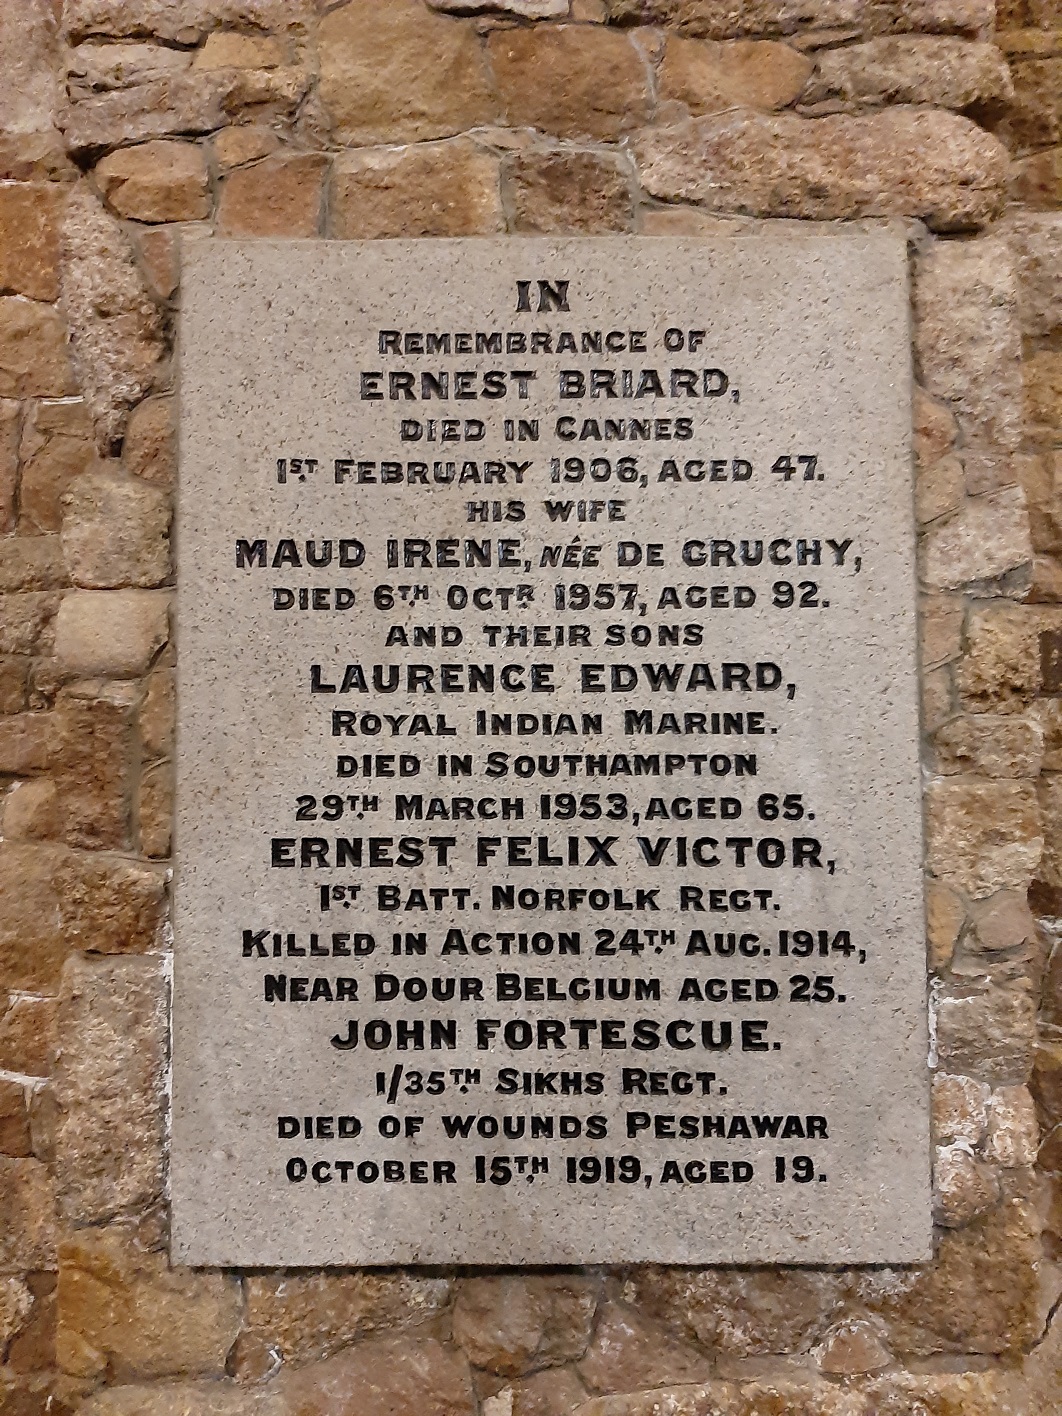 IN
REMEMBRANCE OF
ERNEST BRIARD,
DIED IN CANNES
1ST FEBRUARY 1906, AGED 47.
HIS WIFE
MAUD IRENE, NÉE DE GRUCHY,
DIED 6TH OCTR 1957, AGED 92.
AND THEIR SONS
LAURENCE EDWARD,
ROYAL INDIAN MARINE.
DIED IN SOUTHAMPTON
29TH MARCH 1953, AGED 65.
ERNEST FELIX VICTOR,
1ST BATT. NORFOLK REGT.
KILLED IN ACTION 24TH AUG. 1914,
NEAR DOUR BELGIUM, AGED 25.
JOHN FORTESCUE.
1/35TH SIKHS REGT.
DIED OF WOUNDS PESHAWAR
OCTOBER 15TH 1919, AGED 19.